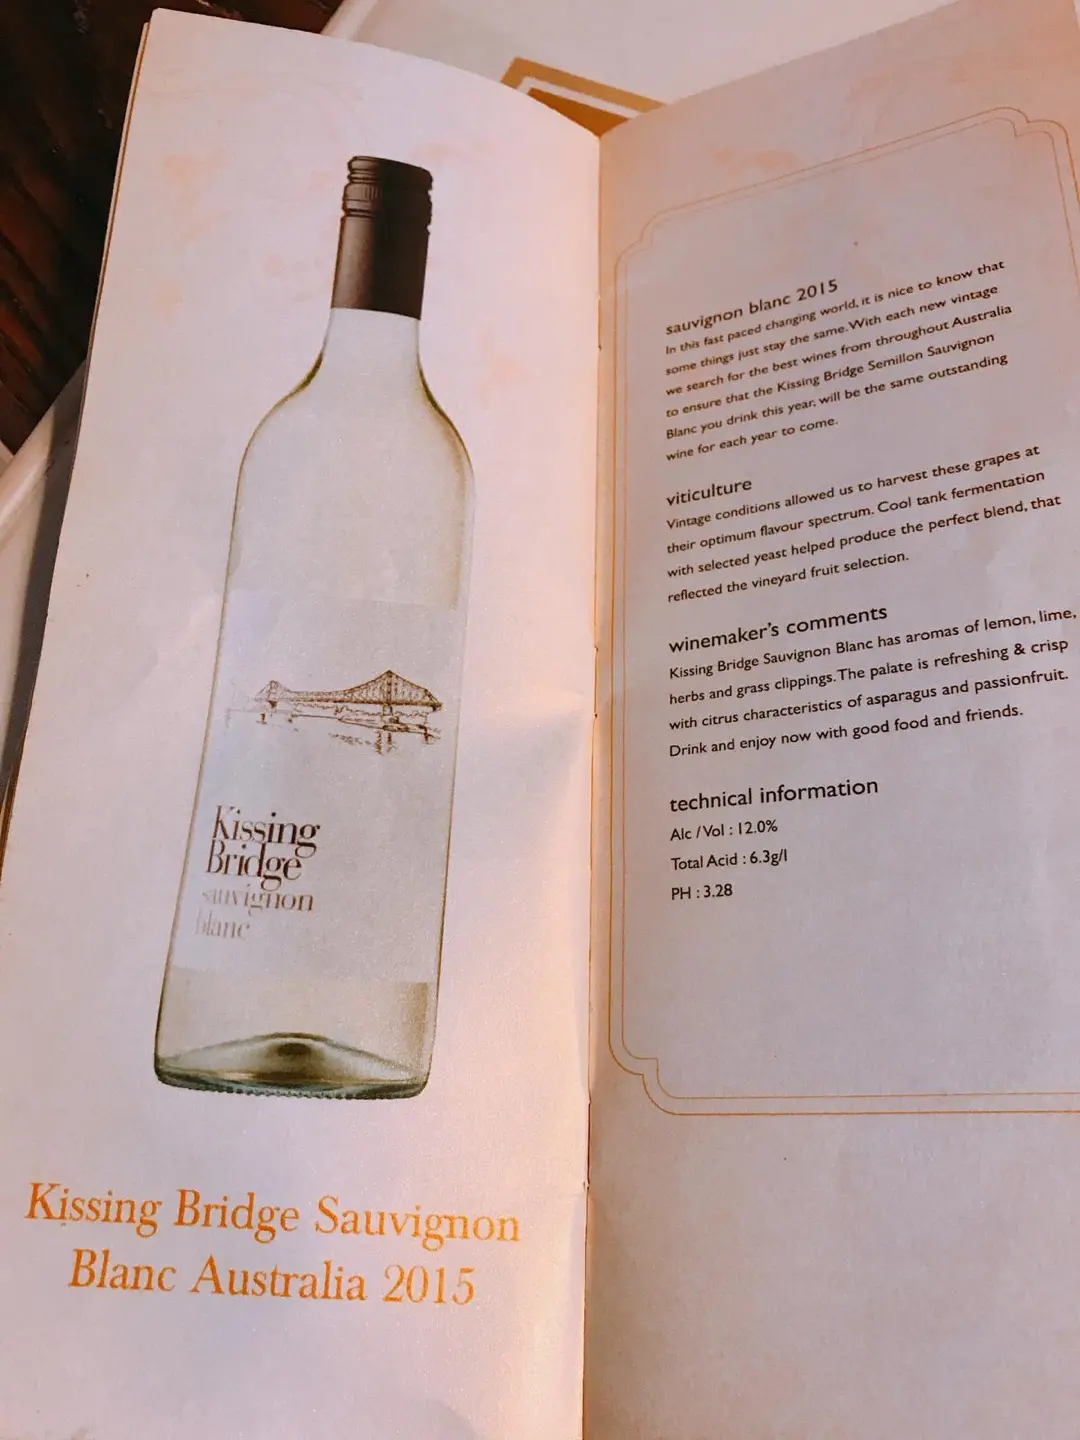 Kissing
Bridge
sauvignon
blanc
Kissing Bridge Sauvignon
Blanc Australia 2015
sauvignon blanc 2015
In this fast paced changing world, it is nice to know that
some things just stay the same. With each new vintage
we search for the best wines from throughout Australia
to ensure that the Kissing Bridge Semillon Sauvignon
Blanc you drink this year, will be the same outstanding
wine for each year to come.
viticulture
Vintage conditions allowed us to harvest these grapes at
their optimum flavour spectrum. Cool tank fermentation
with selected yeast helped produce the perfect blend, that
reflected the vineyard fruit selection.
winemaker's comments
Kissing Bridge Sauvignon Blanc has aromas of lemon, lime,
herbs and grass clippings. The palate is refreshing & crisp
with citrus characteristics of asparagus and passionfruit.
Drink and enjoy now with good food and friends.
technical information
Alc / Vol : 12.0%
Total Acid : 6.3g/l
PH : 3.28